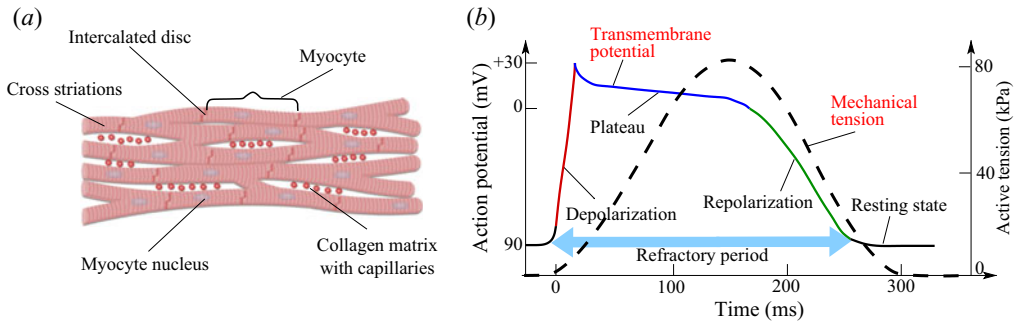 (a)
Intercalated disc
Myocyte
Cross striations
Myocyte nucleus
Collagen matrix
with capillaries
(b)
Transmembrane
potential
+30
0
90
Action potential (mV)
Plateau
Mechanical
tension
Depolarization
Repolarization
Resting state
Refractory period
80
40
0
Active tension (kPa)
0
100
200
300
Time (ms)